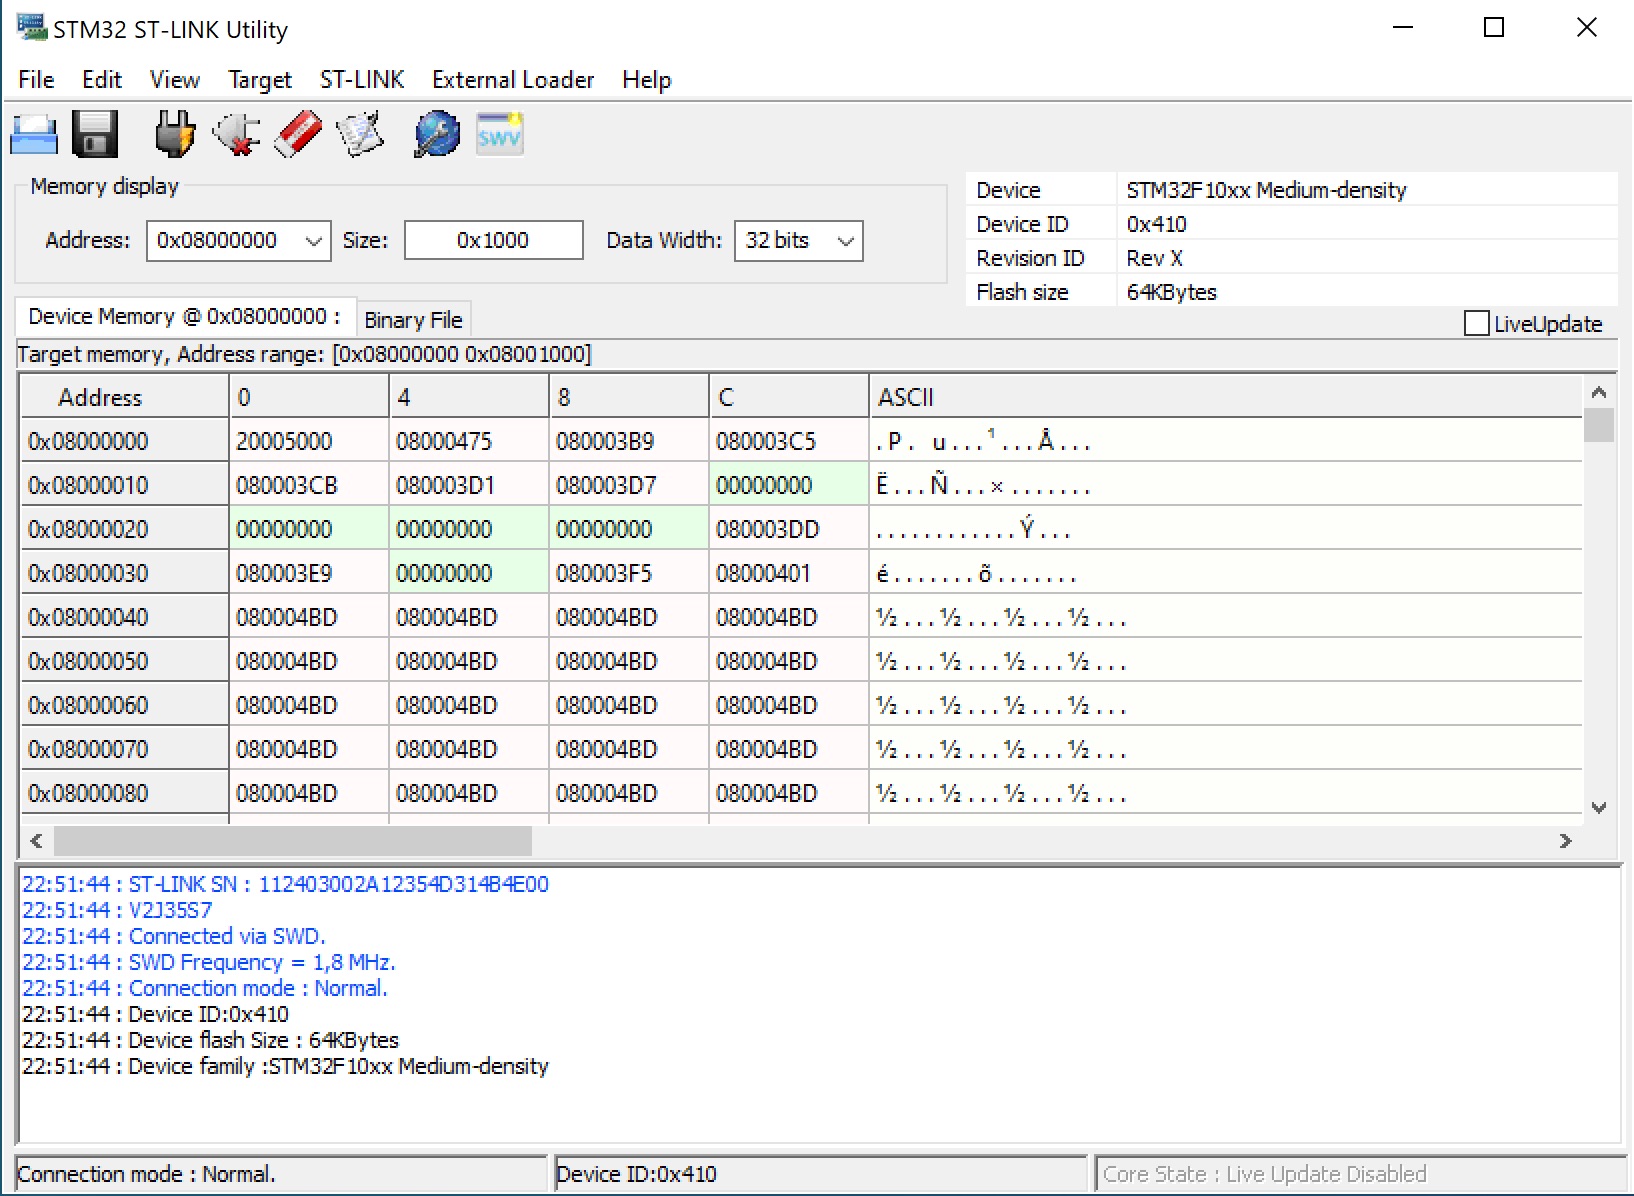 STM32 ST-LINK Utility
File Edit View Target ST-LINK External Loader Help
SWV
Memory display
Address: 0x08000000 Size: 0x1000 Data Width: 32 bits
Device STM32F10xx Medium-density
Device ID 0x410
Revision ID Rev X
Flash size 64KBytes
Device Memory @ 0x08000000 : Binary File
LiveUpdate
Target memory, Address range: [0x08000000 0x08001000]
Address 0 4 8 C ASCII
0x08000000 20005000 08000475 080003B9 080003C5 .P. u...¹...Å...
0x08000010 080003CB 080003D1 080003D7 00000000 Ë...Ñ...×.......
0x08000020 00000000 00000000 00000000 080003DD ............Ý...
0x08000030 080003E9 00000000 080003F5 08000401 é.......õ.......
0x08000040 080004BD 080004BD 080004BD 080004BD ½...½...½...½...
0x08000050 080004BD 080004BD 080004BD 080004BD ½...½...½...½...
0x08000060 080004BD 080004BD 080004BD 080004BD ½...½...½...½...
0x08000070 080004BD 080004BD 080004BD 080004BD ½...½...½...½...
0x08000080 080004BD 080004BD 080004BD 080004BD ½...½...½...½...
22:51:44 : ST-LINK SN : 112403002A12354D314B4E00
22:51:44 : V2J35S7
22:51:44 : Connected via SWD.
22:51:44 : SWD Frequency = 1,8 MHz.
22:51:44 : Connection mode : Normal.
22:51:44 : Device ID:0x410
22:51:44 : Device flash Size : 64KBytes
22:51:44 : Device family :STM32F10xx Medium-density
Connection mode : Normal. Device ID:0x410 Core State : Live Update Disabled